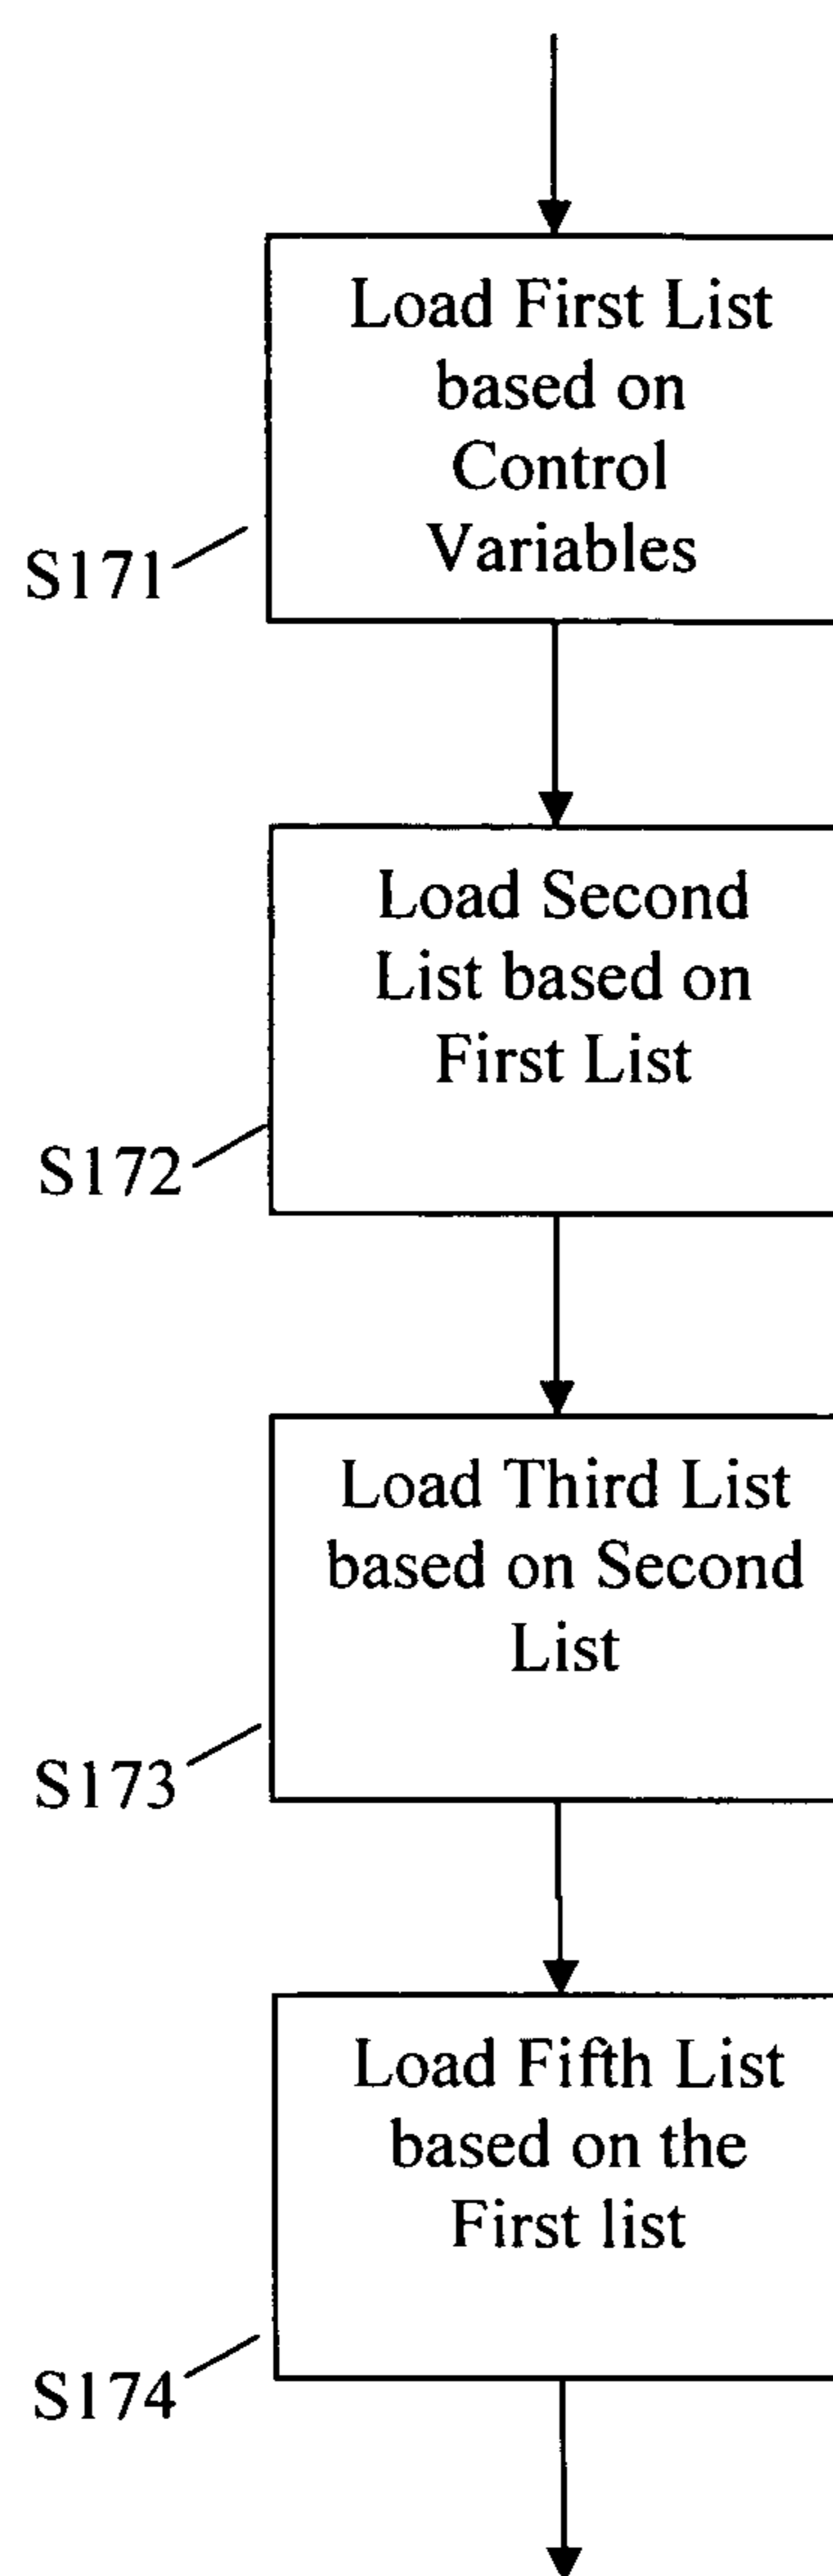 Load First List
based on
Control
Variables
S171
Load Second
List based on
First List
S172
Load Third List
based on Second
List
S173
Load Fifth List
based on the
First list
S174